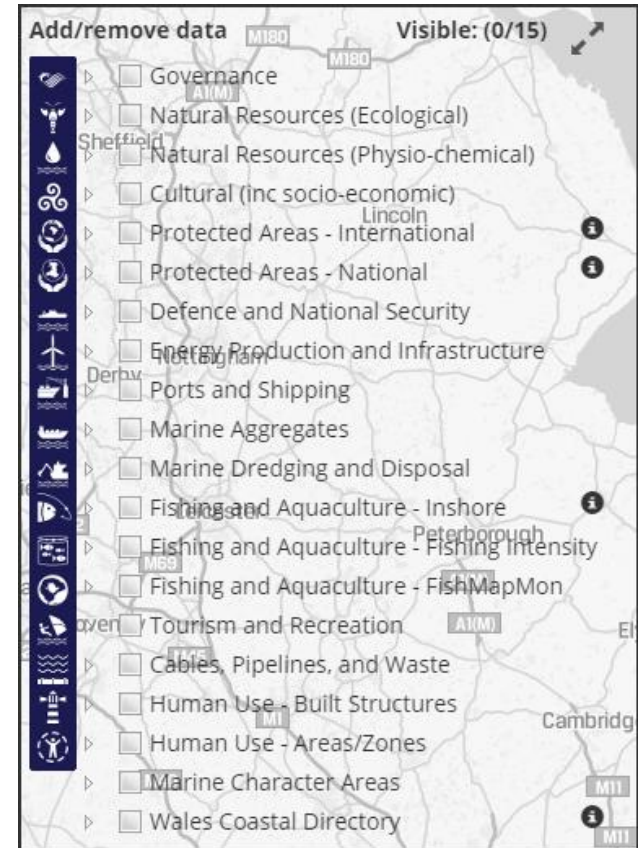 Add/remove data
Visible: (0/15)
M180
M180
Governance
A1(M)
Natural Resources (Ecological)
Sheffield
Natural Resources (Physio-chemical)
Cultural (inc socio-economic)
Lincoln
Protected Areas - International
Protected Areas - National
Defence and National Security
Energy Production and Infrastructure
Nottingham
Derby
Ports and Shipping
Marine Aggregates
Marine Dredging and Disposal
Fishing and Aquaculture - Inshore
Leicester
Peterborough
Fishing and Aquaculture - Fishing Intensity
M69
Fishing and Aquaculture - FishMapMon
Tourism and Recreation
A1(M)
Cables, Pipelines, and Waste
Human Use - Built Structures
M1
Cambridg
Human Use - Areas/Zones
Marine Character Areas
M11
Wales Coastal Directory
M11